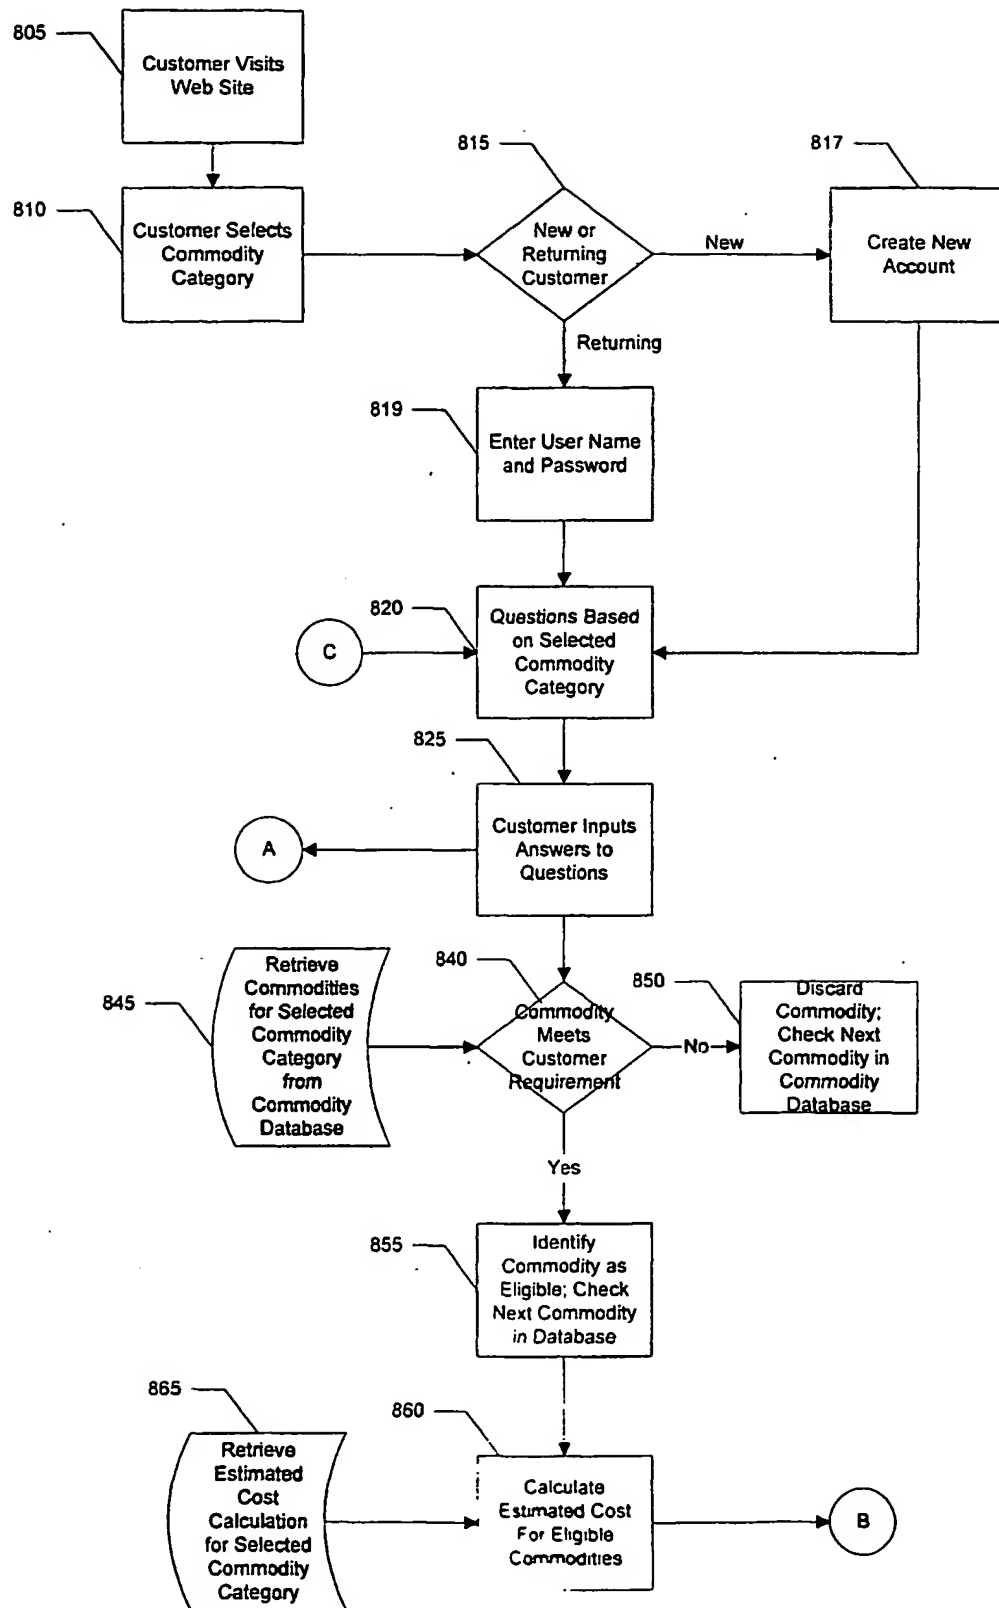 805
Customer Visits
Web Site
810
Customer Selects
Commodity
Category
815
New or
Returning
Customer
New
817
Create New
Account
Returning
819
Enter User Name
and Password
820
Questions Based
on Selected
Commodity
Category
C
825
Customer Inputs
Answers to
Questions
A
845
Retrieve
Commodities
for Selected
Commodity
Category
from
Commodity
Database
840
Commodity
Meets
Customer
Requirement
No
850
Discard
Commodity;
Check Next
Commodity in
Commodity
Database
Yes
855
Identify
Commodity as
Eligible; Check
Next Commodity
in Database
865
Retrieve
Estimated
Cost
Calculation
for Selected
Commodity
Category
860
Calculate
Estimated Cost
For Eligible
Commodities
B